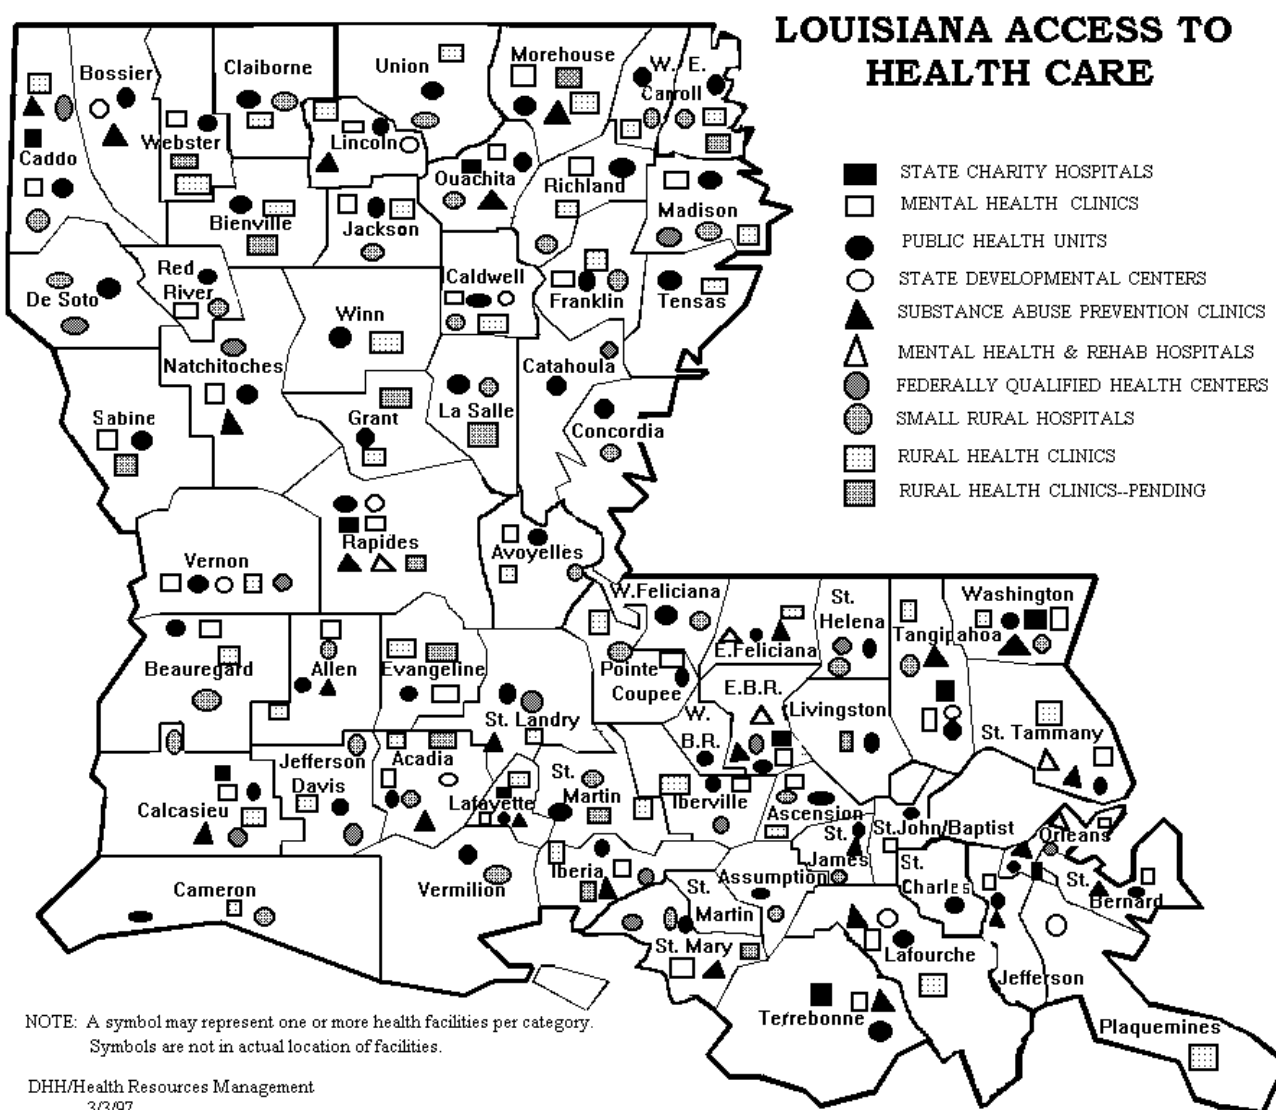 LOUISIANA ACCESS TO
HEALTH CARE
STATE CHARITY HOSPITALS
MENTAL HEALTH CLINICS
PUBLIC HEALTH UNITS
STATE DEVELOPMENTAL CENTERS
SUBSTANCE ABUSE PREVENTION CLINICS
MENTAL HEALTH & REHAB HOSPITALS
FEDERALLY QUALIFIED HEALTH CENTERS
SMALL RURAL HOSPITALS
RURAL HEALTH CLINICS
RURAL HEALTH CLINICS--PENDING
Caddo
Bossier
Webster
Claiborne
Lincoln
Union
Morehouse
W. E.
Carroll
Ouachita
Richland
Madison
Bienville
Jackson
De Soto
Red
River
Winn
Caldwell
Franklin
Tensas
Natchitoches
Sabine
Grant
La Salle
Catahoula
Concordia
Vernon
Rapides
Avoyelles
Beauregard
Allen
Evangeline
St. Landry
Pointe
Coupee
W.Feliciana
E.Feliciana
St.
Helena
Tangipahoa
Washington
W.
B.R.
E.B.R.
Livingston
St. Tammany
Calcasieu
Jefferson
Davis
Acadia
Lafayette
St.
Martin
Iberville
Ascension
St.
James
St.John/Baptist
Orleans
Cameron
Vermilion
Iberia
St.
Martin
Assumption
St.
Charles
St.
Bernard
St. Mary
Lafourche
Jefferson
Terrebonne
Plaquemines
NOTE: A symbol may represent one or more health facilities per category.
Symbols are not in actual location of facilities.
DHH/Health Resources Management
3/3/97